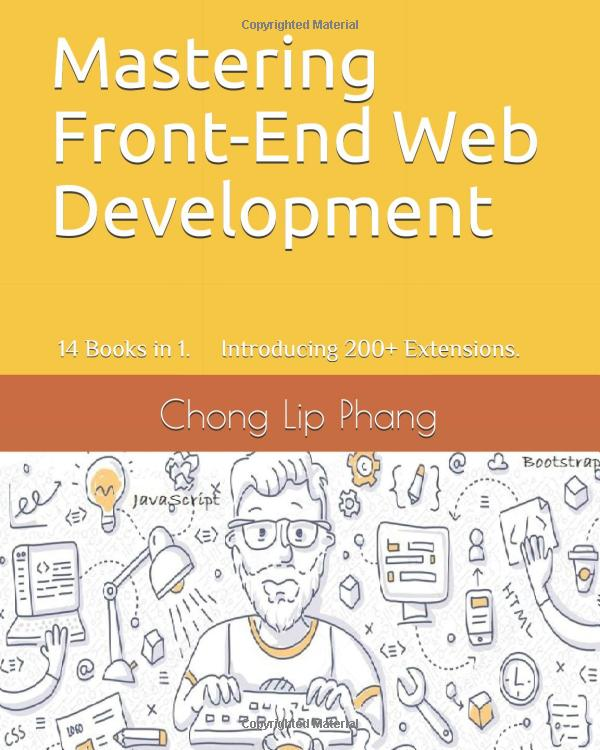 Copyrighted Material
Mastering
Front-End Web
Development
14 Books in 1. Introducing 200+ Extensions.
Chong Lip Phang
Bootstrap
JavaScript
HTML
CSS
LOGO
Copyrighted Material